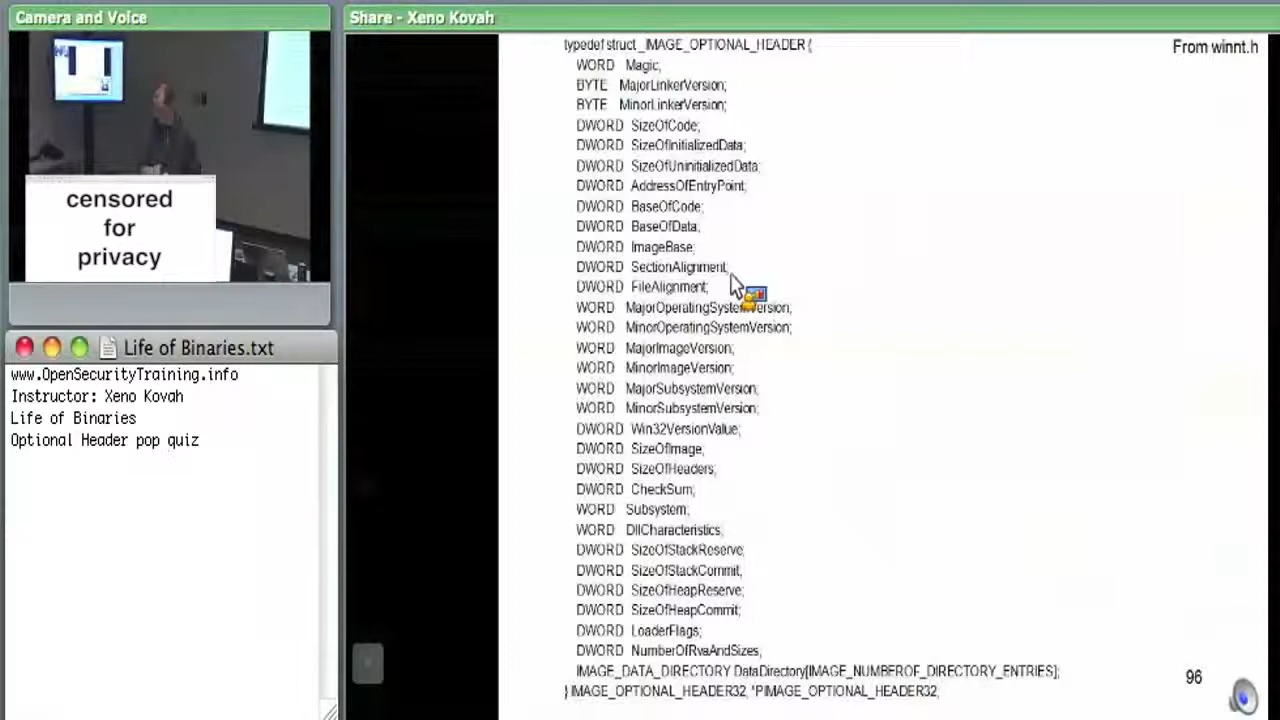 Camera and Voice
censored
for
privacy
Life of Binaries.txt
www.OpenSecurityTraining.info
Instructor: Xeno Kovah
Life of Binaries
Optional Header pop quiz
Share - Xeno Kovah
From winnt.h
typedef struct _IMAGE_OPTIONAL_HEADER {
WORD Magic;
BYTE MajorLinkerVersion;
BYTE MinorLinkerVersion;
DWORD SizeOfCode;
DWORD SizeOfInitializedData;
DWORD SizeOfUninitializedData;
DWORD AddressOfEntryPoint;
DWORD BaseOfCode;
DWORD BaseOfData;
DWORD ImageBase;
DWORD SectionAlignment;
DWORD FileAlignment;
WORD MajorOperatingSystemVersion;
WORD MinorOperatingSystemVersion;
WORD MajorImageVersion;
WORD MinorImageVersion;
WORD MajorSubsystemVersion;
WORD MinorSubsystemVersion;
DWORD Win32VersionValue;
DWORD SizeOfImage;
DWORD SizeOfHeaders;
DWORD CheckSum;
WORD Subsystem;
WORD DllCharacteristics;
DWORD SizeOfStackReserve;
DWORD SizeOfStackCommit;
DWORD SizeOfHeapReserve;
DWORD SizeOfHeapCommit;
DWORD LoaderFlags;
DWORD NumberOfRvaAndSizes;
IMAGE_DATA_DIRECTORY DataDirectory[IMAGE_NUMBEROF_DIRECTORY_ENTRIES];
} IMAGE_OPTIONAL_HEADER32, *PIMAGE_OPTIONAL_HEADER32;
96